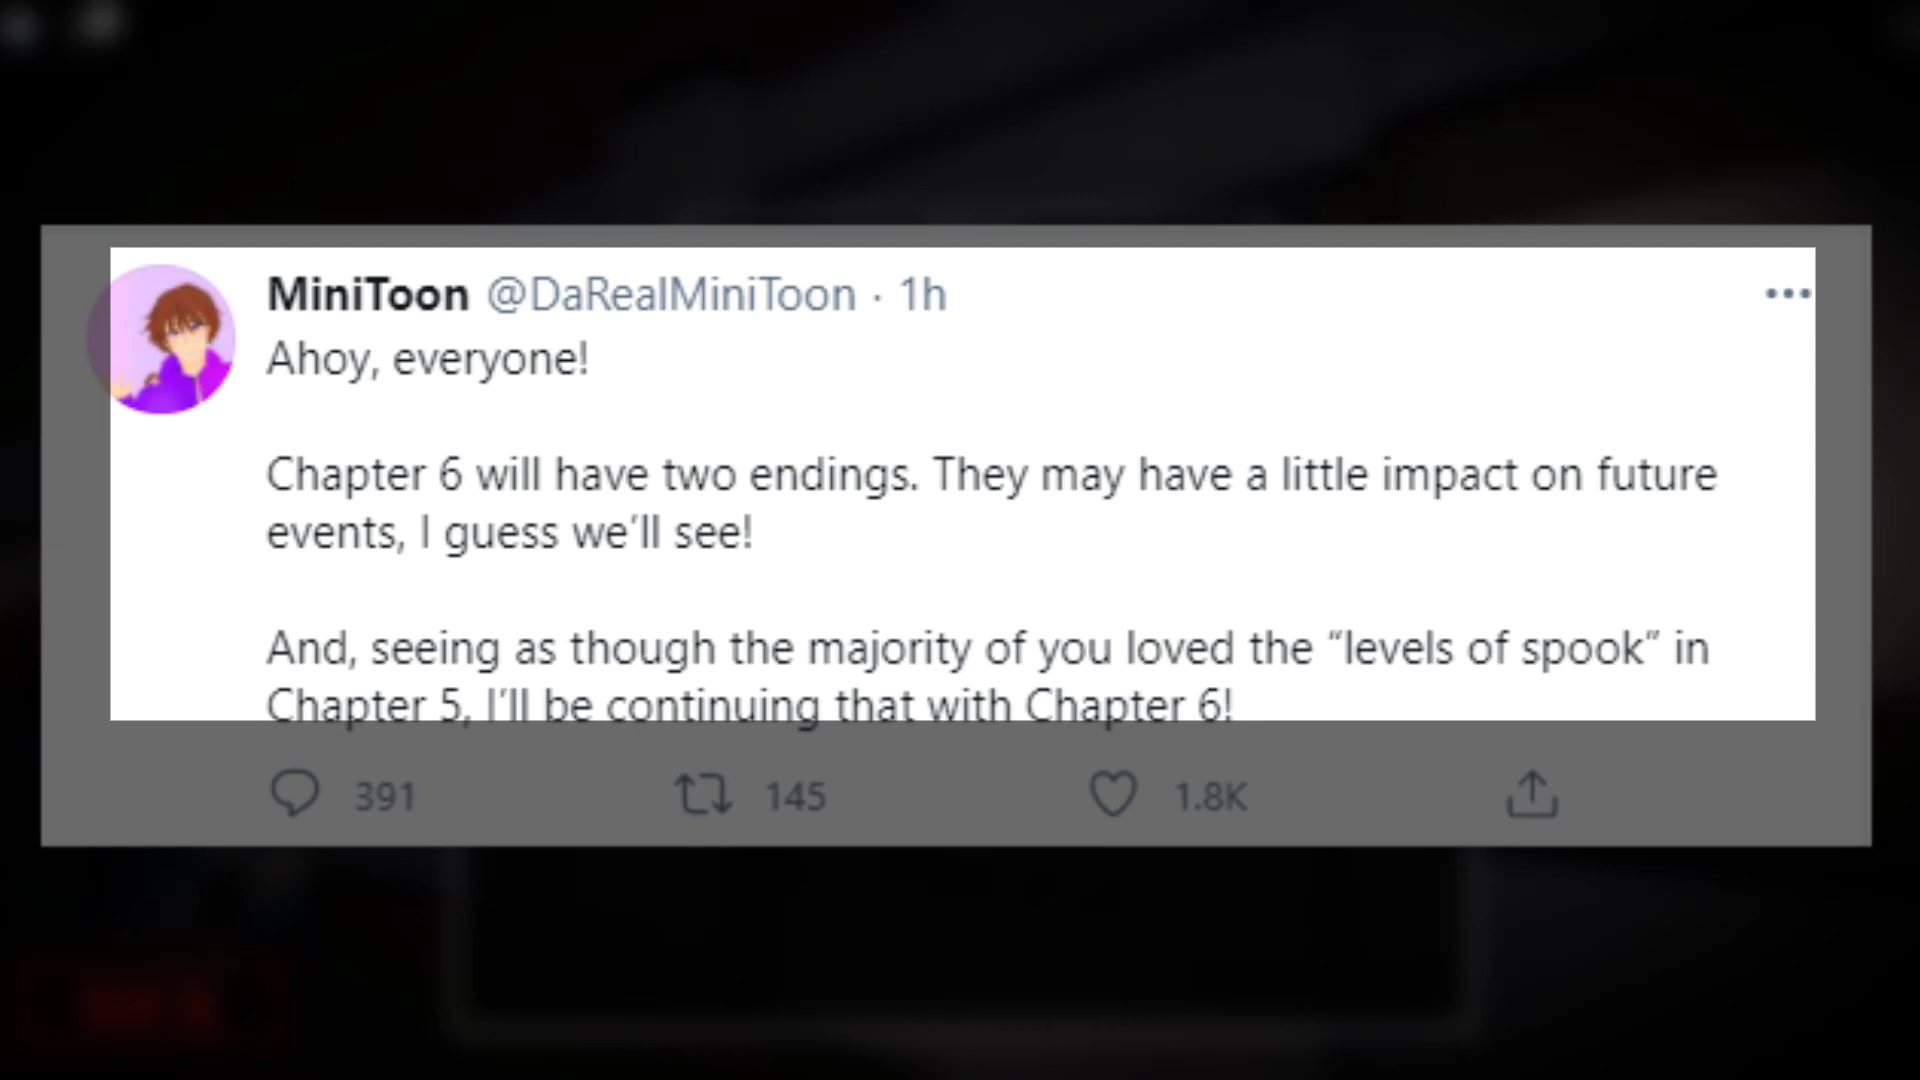 MiniToon @DaRealMiniToon · 1h
Ahoy, everyone!
Chapter 6 will have two endings. They may have a little impact on future
events, I guess we’ll see!
And, seeing as though the majority of you loved the “levels of spook” in
Chapter 5, I’ll be continuing that with Chapter 6!
391 145 1.8K